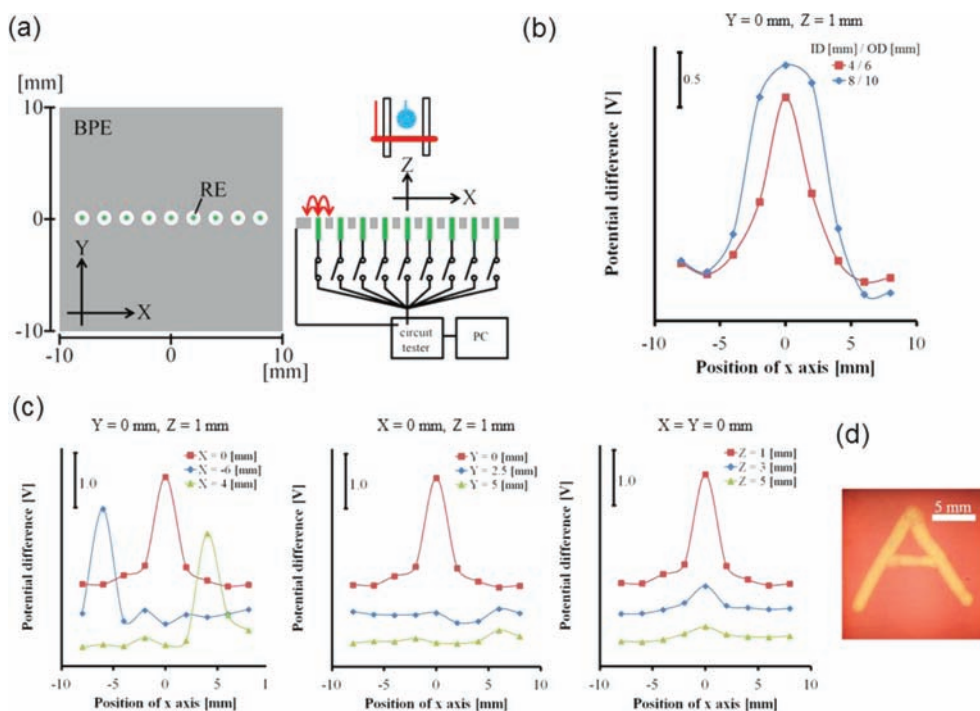 (a)
[mm]
10
BPE
RE
0
Y
X
-10
-10
0
10
[mm]
Z
X
circuit
tester
PC
(b)
Y = 0 mm, Z = 1 mm
ID [mm] / OD [mm]
4 / 6
8 / 10
0.5
Potential difference [V]
-10
-5
0
5
10
Position of x axis [mm]
(c)
Y = 0 mm, Z = 1 mm
X = 0 [mm]
X = -6 [mm]
X = 4 [mm]
1.0
Potential difference [V]
-10
-5
0
5
1
Position of x axis [mm]
X = 0 mm, Z = 1 mm
Y = 0 [mm]
Y = 2.5 [mm]
Y = 5 [mm]
1.0
Potential difference [V]
-10
-5
0
5
10
Position of x axis [mm]
X = Y = 0 mm
Z = 1 [mm]
Z = 3 [mm]
Z = 5 [mm]
1.0
Potential difference [V]
-10
-5
0
5
10
Position of x axis [mm]
(d)
5 mm
A